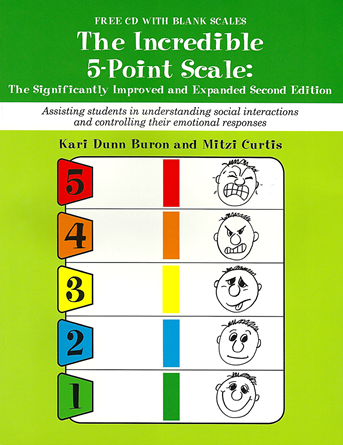 FREE CD WITH BLANK SCALES
The Incredible
5-Point Scale:
The Significantly Improved and Expanded Second Edition
Assisting students in understanding social interactions
and controlling their emotional responses
Kari Dunn Buron and Mitzi Curtis
5
4
3
2
1